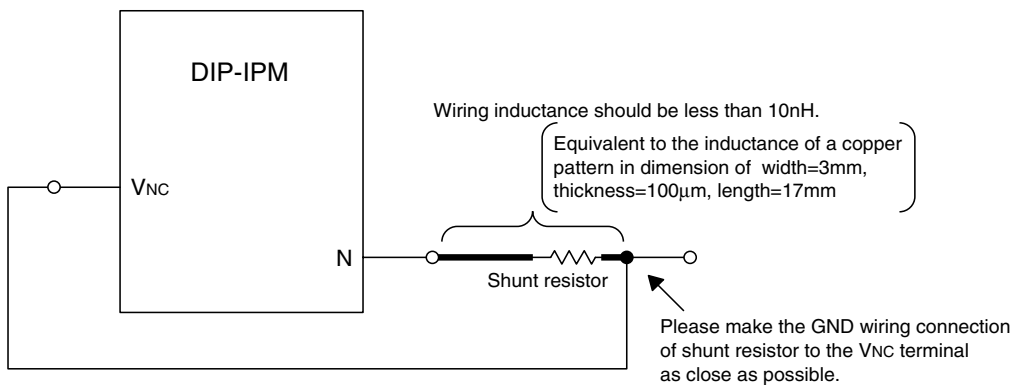 DIP-IPM
Wiring inductance should be less than 10nH.
Equivalent to the inductance of a copper
pattern in dimension of width=3mm,
thickness=100μm, length=17mm
VNC
N
Shunt resistor
Please make the GND wiring connection
of shunt resistor to the VNC terminal
as close as possible.